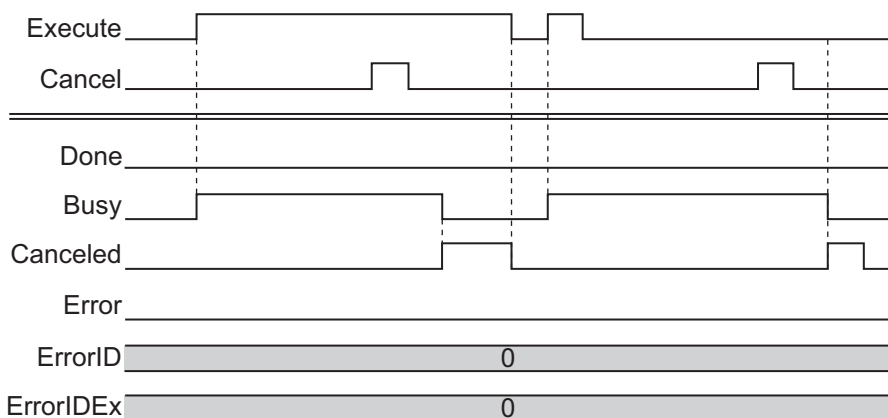 Execute
Cancel
Done
Busy
Canceled
Error
ErrorID 0
ErrorIDEx 0